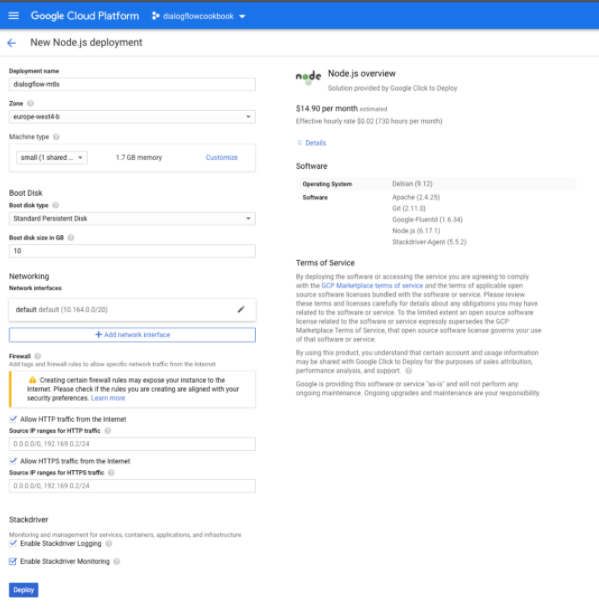 Google Cloud Platform
dialogflowcookbook
New Node.js deployment
Deployment name
dialogflow-mtls
Zone
europe-west4-b
Machine type
small (1 shared ...
1.7 GB memory
Customize
Boot Disk
Boot disk type
Standard Persistent Disk
Boot disk size in GB
10
Networking
Network interfaces
default default (10.164.0.0/20)
Add network interface
Firewall
Add tags and firewall rules to allow specific network traffic from the Internet
Creating certain firewall rules may expose your instance to the
Internet. Please check if the rules you are creating are aligned with your
security preferences. Learn more
Allow HTTP traffic from the Internet
Source IP ranges for HTTP traffic
0.0.0.0/0, 192.169.0.2/24
Allow HTTPS traffic from the Internet
Source IP ranges for HTTPS traffic
0.0.0.0/0, 192.169.0.2/24
Stackdriver
Monitoring and management for services, containers, applications, and infrastructure
Enable Stackdriver Logging
Enable Stackdriver Monitoring
Deploy
node
Node.js overview
Solution provided by Google Click to Deploy
$14.90 per month estimated
Effective hourly rate $0.02 (730 hours per month)
Details
Software
Operating System
Debian (9.12)
Software
Apache (2.4.25)
Git (2.11.0)
Google-Fluentd (1.6.34)
Node.js (6.17.1)
Stackdriver-Agent (5.5.2)
Terms of Service
By deploying the software or accessing the service you are agreeing to comply
with the GCP Marketplace terms of service and the terms of applicable open
source software licenses bundled with the software or service. Please review
these terms and licenses carefully for details about any obligations you may have
related to the software or service. To the limited extent an open source software
license related to the software or service expressly supersedes the GCP
Marketplace Terms of Service, that open source software license governs your use
of that software or service.
By using this product, you understand that certain account and usage information
may be shared with Google Click to Deploy for the purposes of sales attribution,
performance analysis, and support.
Google is providing this software or service "as-is" and will not perform any
ongoing maintenance. Ongoing upgrades and maintenance are your responsibility.